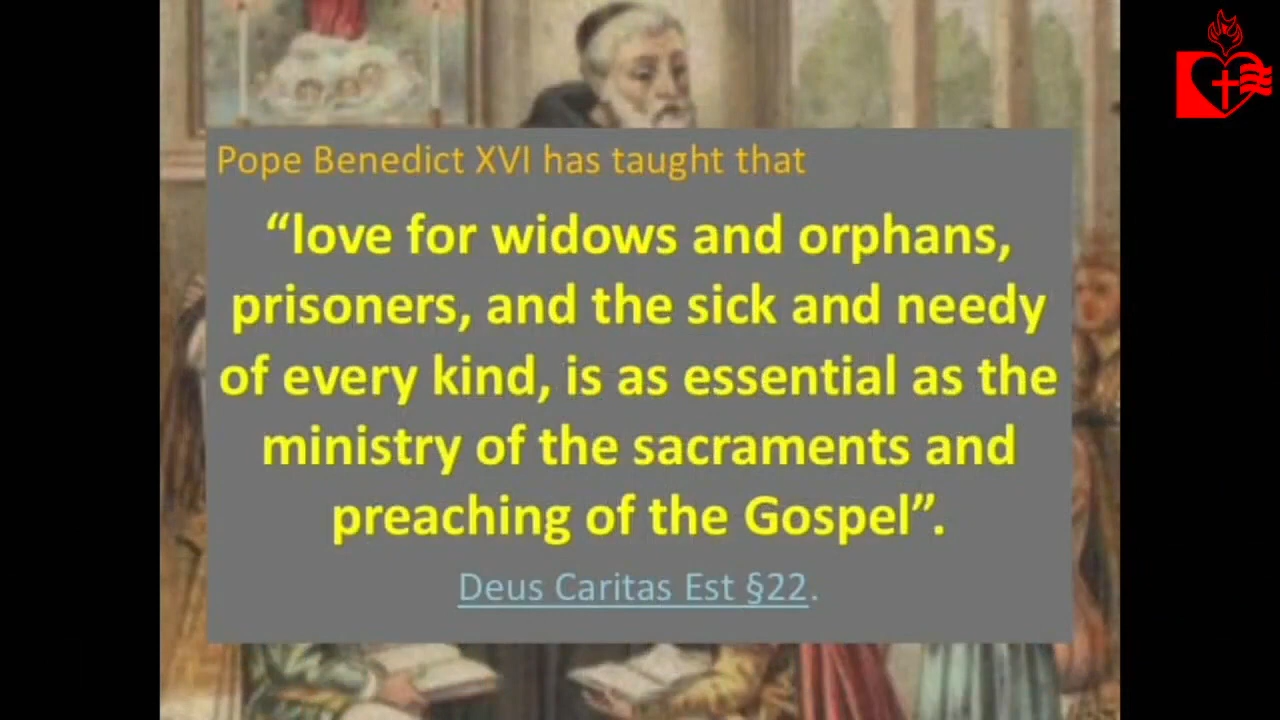 Pope Benedict XVI has taught that
“love for widows and orphans,
prisoners, and the sick and needy
of every kind, is as essential as the
ministry of the sacraments and
preaching of the Gospel”.
Deus Caritas Est §22.